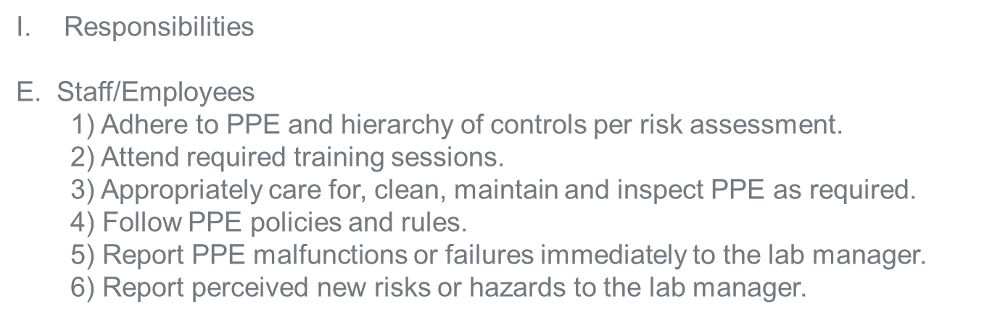 I. Responsibilities
E. Staff/Employees
1) Adhere to PPE and hierarchy of controls per risk assessment.
2) Attend required training sessions.
3) Appropriately care for, clean, maintain and inspect PPE as required.
4) Follow PPE policies and rules.
5) Report PPE malfunctions or failures immediately to the lab manager.
6) Report perceived new risks or hazards to the lab manager.